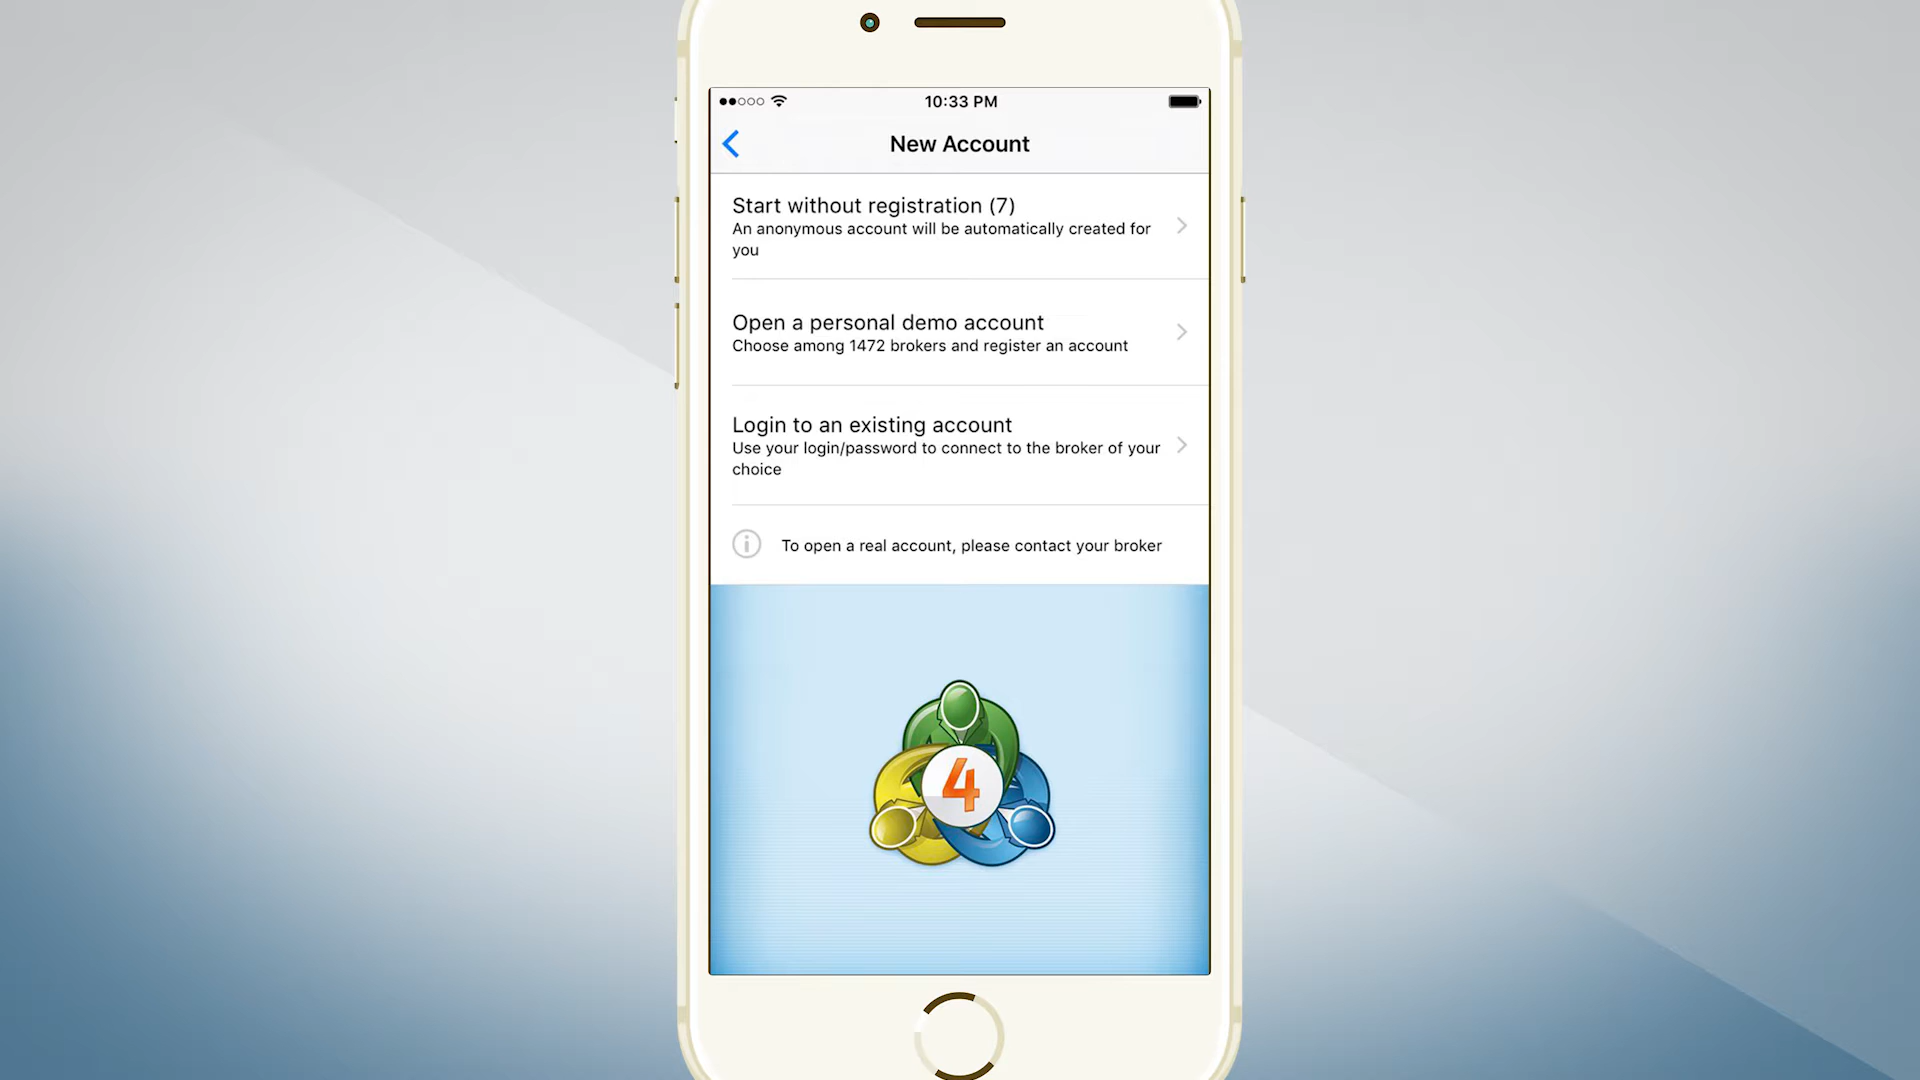 10:33 PM
New Account
Start without registration (7)
An anonymous account will be automatically created for
you
Open a personal demo account
Choose among 1472 brokers and register an account
Login to an existing account
Use your login/password to connect to the broker of your
choice
To open a real account, please contact your broker
4